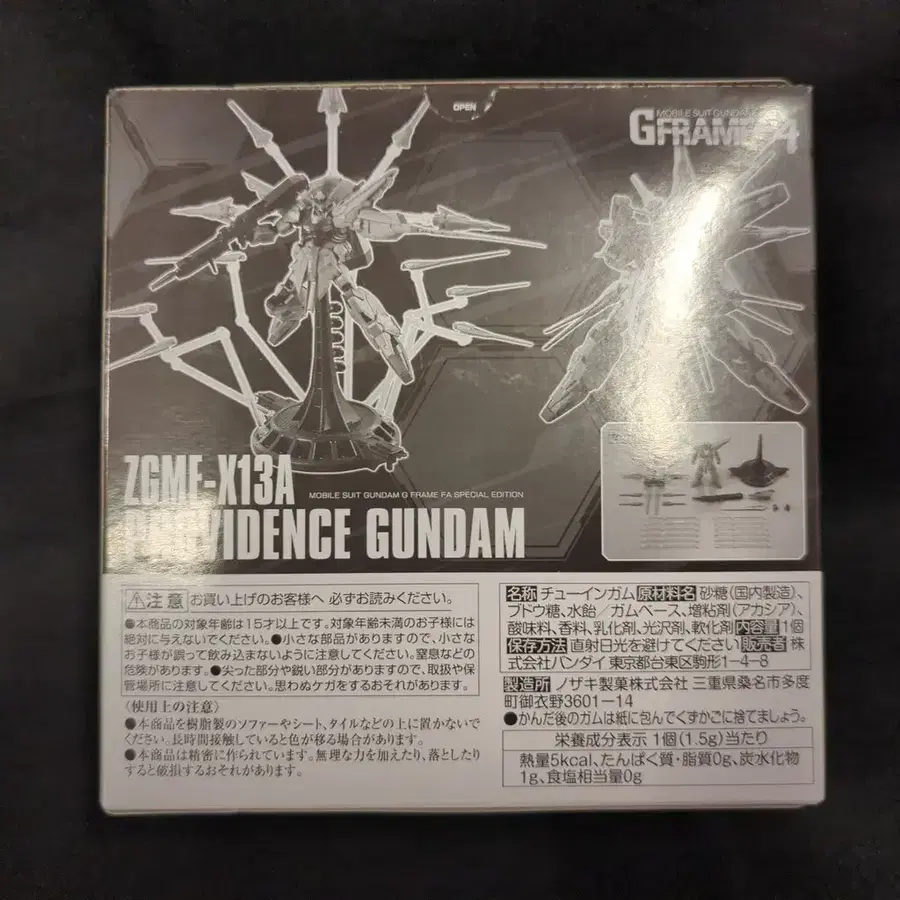 OPEN
MOBILE SUIT GUNDAM
GFRAME
ZGMF-X13A
MOBILE SUIT GUNDAM G FRAME FA SPECIAL EDITION
PROVIDENCE GUNDAM
注意 お買い上げのお客様へ 必ずお読みください。
●本商品の対象年齢は15才以上です。対象年齢未満のお子様には
絶対に与えないでください。●小さな部品がありますので、小さな
お子様が誤って飲み込まないように注意してください。窒息などの
危険があります。●尖った部分や鋭い部分がありますので、取扱や保
管場所に注意してください。思わぬケガをするおそれがあります。
〈使用上の注意〉
●本商品を樹脂製のソファーやシート、タイルなどの上に置かないで
ください。長時間接触していると色が移る場合があります。
●本商品は精密に作られています。無理な力を加えたり、落としたり
すると破損するおそれがあります。
名称 チューインガム 原材料名 砂糖(国内製造)、
ブドウ糖、水飴/ガムベース、増粘剤(アカシア)、
酸味料、香料、乳化剤、光沢剤、軟化剤 内容量 1個
保存方法 直射日光を避けてください 販売者 株
式会社バンダイ 東京都台東区駒形1-4-8
製造所 ノザキ製菓株式会社 三重県桑名市多度
町御衣野3601-14
●かんだ後のガムは紙に包んでくずかごに捨てましょう。
栄養成分表示 1個(1.5g)当たり
熱量5kcal、たんぱく質・脂質0g、炭水化物
1g、食塩相当量0g